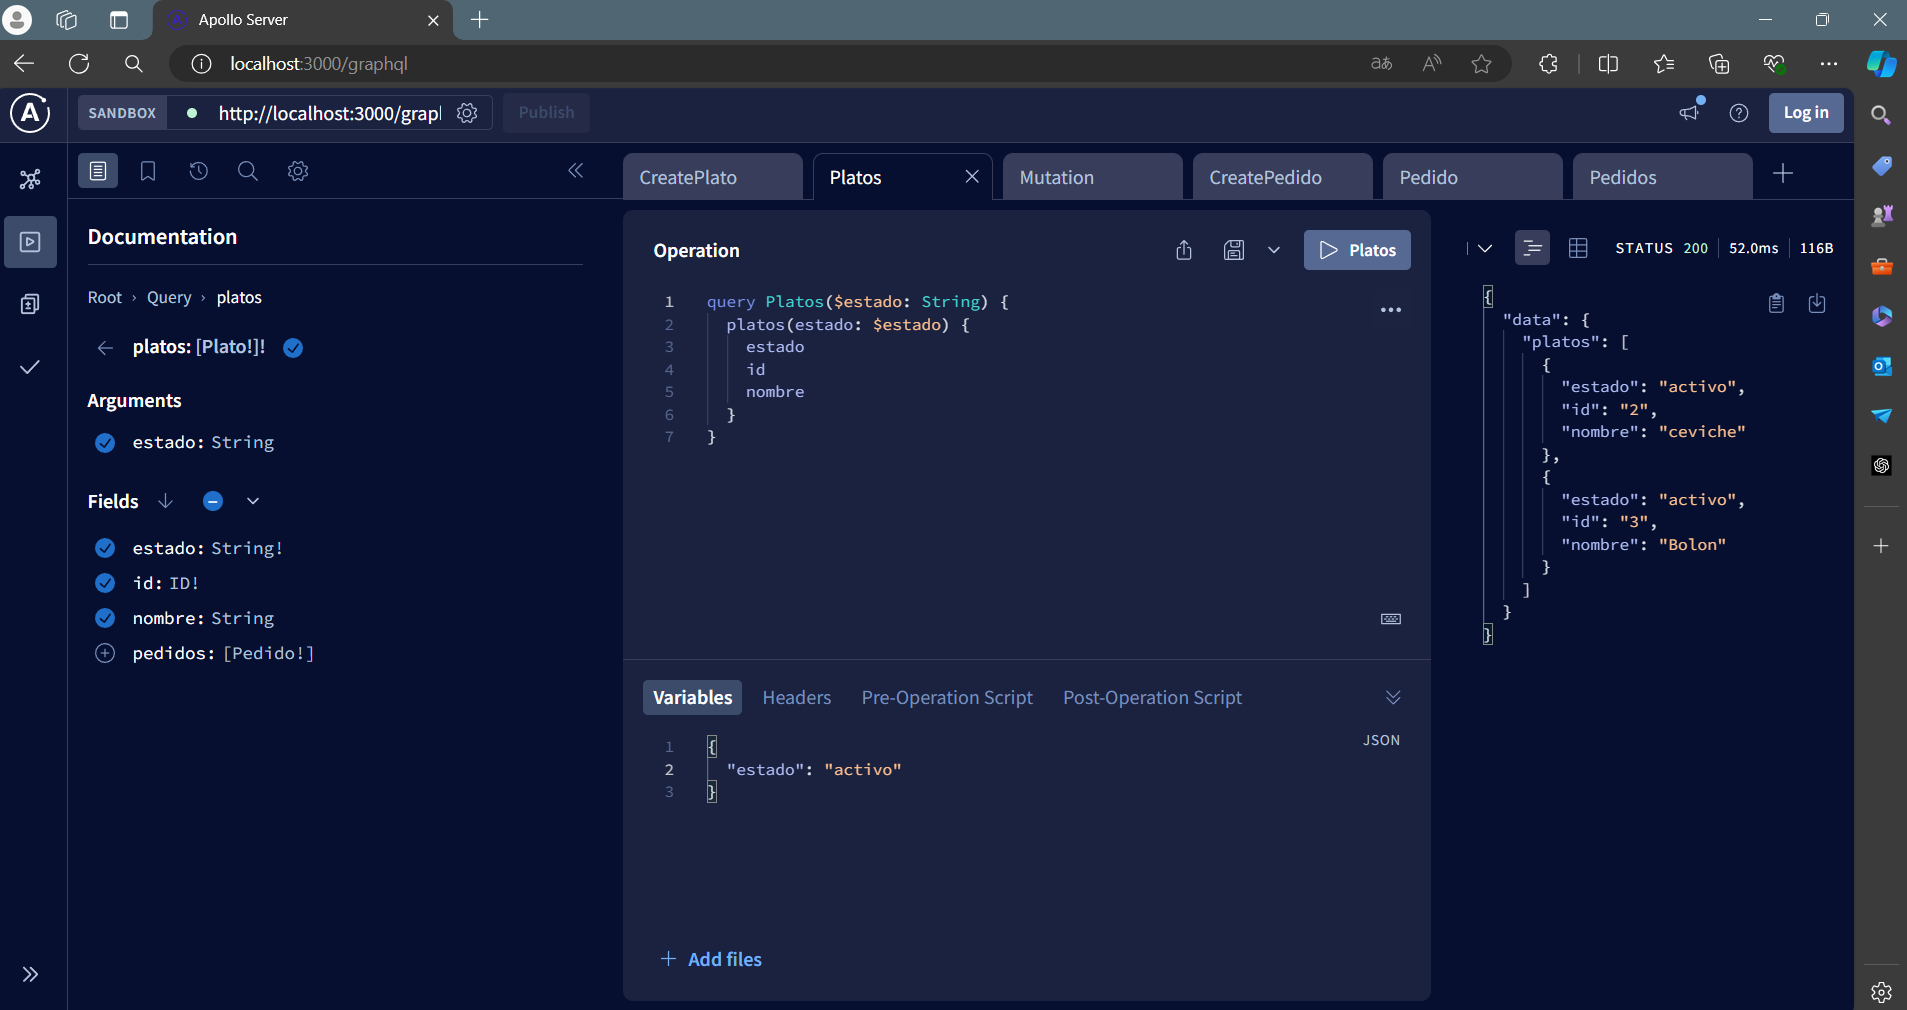 Apollo Server
localhost:3000/graphql
SANDBOX http://localhost:3000/grapl Publish Log in
CreatePlato Platos Mutation CreatePedido Pedido Pedidos
Documentation
Root › Query › platos
platos: [Plato!]!
Arguments
estado: String
Fields
estado: String!
id: ID!
nombre: String
pedidos: [Pedido!]
Operation
Platos
1 query Platos($estado: String) {
2 platos(estado: $estado) {
3 estado
4 id
5 nombre
6 }
7 }
Variables Headers Pre-Operation Script Post-Operation Script
JSON
1 {
2 "estado": "activo"
3 }
Add files
STATUS 200 52.0ms 116B
{
"data": {
"platos": [
{
"estado": "activo",
"id": "2",
"nombre": "ceviche"
},
{
"estado": "activo",
"id": "3",
"nombre": "Bolon"
}
]
}
}